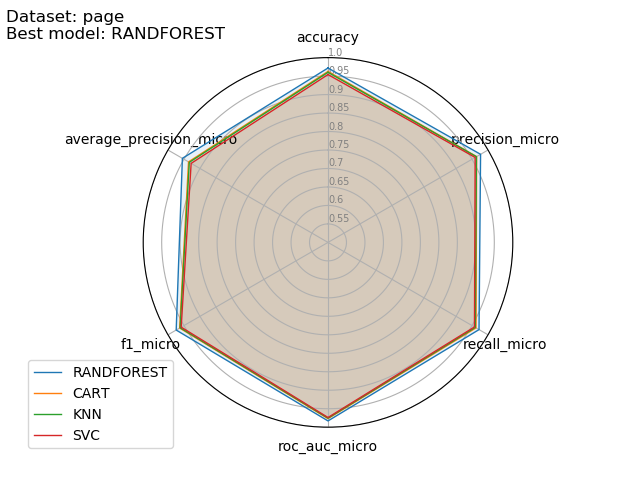 Dataset: page
Best model: RANDFOREST
accuracy
1.0
0.95
0.9
0.85
0.8
0.75
0.7
0.65
0.6
0.55
average_precision_micro
precision_micro
f1_micro
recall_micro
roc_auc_micro
RANDFOREST
CART
KNN
SVC